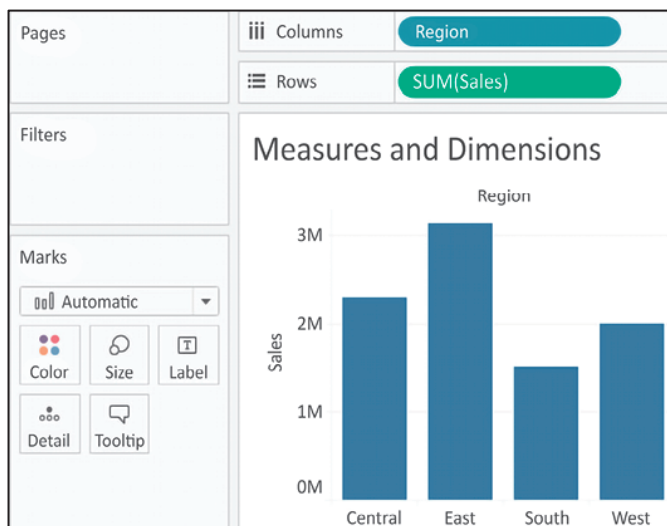 Pages
Columns
Region
Rows
SUM(Sales)
Filters
Marks
Automatic
Color
Size
T
Label
Detail
Tooltip
Measures and Dimensions
Region
Sales
3M
2M
1M
0M
Central
East
South
West